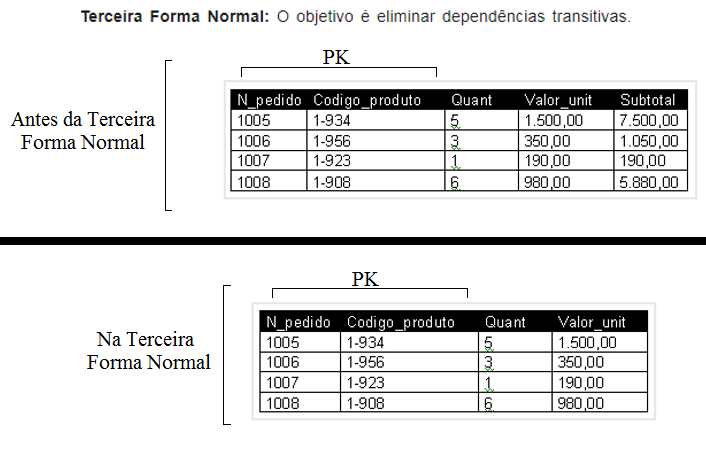 Terceira Forma Normal: O objetivo é eliminar dependências transitivas.
PK
Antes da Terceira
Forma Normal
N_pedido Codigo_produto Quant Valor_unit Subtotal
1005 1-934 5 1.500,00 7.500,00
1006 1-956 3 350,00 1.050,00
1007 1-923 1 190,00 190,00
1008 1-908 6 980,00 5.880,00
PK
Na Terceira
Forma Normal
N_pedido Codigo_produto Quant Valor_unit
1005 1-934 5 1.500,00
1006 1-956 3 350,00
1007 1-923 1 190,00
1008 1-908 6 980,00